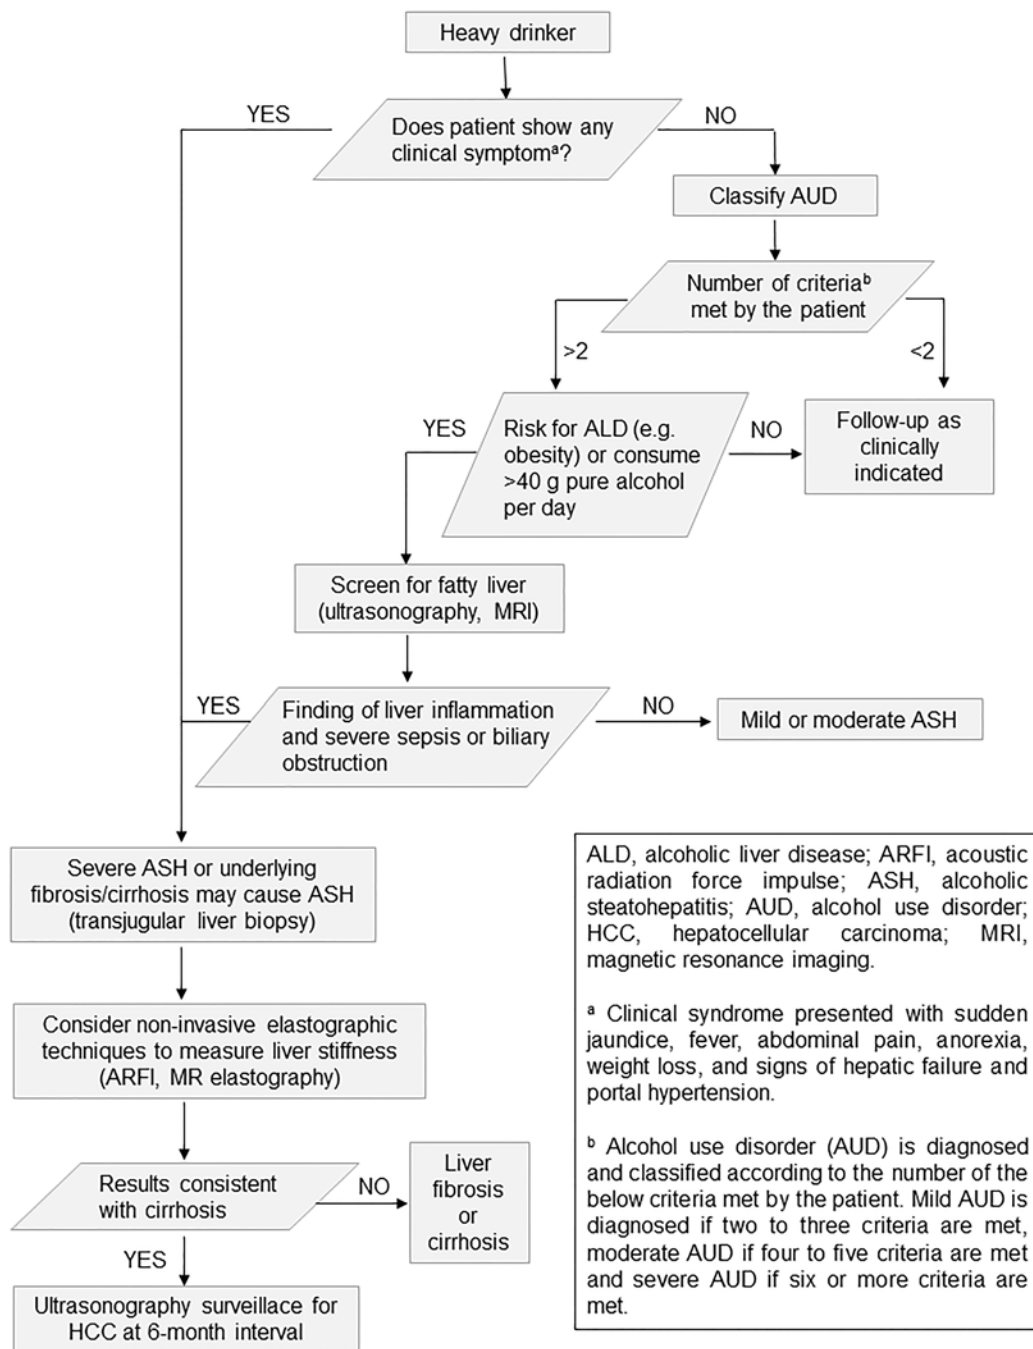 Heavy drinker
YES
Does patient show any
clinical symptomᵃ?
NO
Classify AUD
Number of criteriaᵇ
met by the patient
>2
<2
YES
Risk for ALD (e.g.
obesity) or consume
>40 g pure alcohol
per day
NO
Follow-up as
clinically
indicated
Screen for fatty liver
(ultrasonography, MRI)
YES
Finding of liver inflammation
and severe sepsis or biliary
obstruction
NO
Mild or moderate ASH
Severe ASH or underlying
fibrosis/cirrhosis may cause ASH
(transjugular liver biopsy)
Consider non-invasive elastographic
techniques to measure liver stiffness
(ARFI, MR elastography)
Results consistent
with cirrhosis
NO
Liver
fibrosis
or
cirrhosis
YES
Ultrasonography surveillace for
HCC at 6-month interval
ALD, alcoholic liver disease; ARFI, acoustic
radiation force impulse; ASH, alcoholic
steatohepatitis; AUD, alcohol use disorder;
HCC, hepatocellular carcinoma; MRI,
magnetic resonance imaging.
ᵃ Clinical syndrome presented with sudden
jaundice, fever, abdominal pain, anorexia,
weight loss, and signs of hepatic failure and
portal hypertension.
ᵇ Alcohol use disorder (AUD) is diagnosed
and classified according to the number of the
below criteria met by the patient. Mild AUD is
diagnosed if two to three criteria are met,
moderate AUD if four to five criteria are met
and severe AUD if six or more criteria are
met.